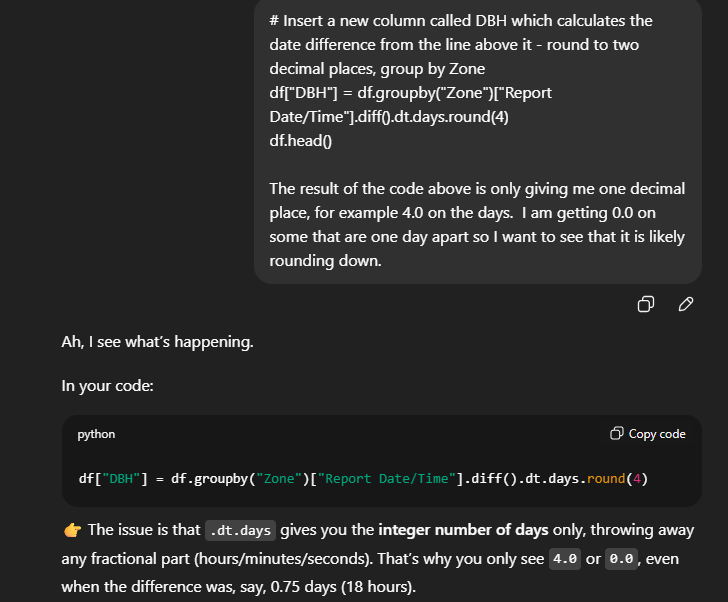 # Insert a new column called DBH which calculates the
date difference from the line above it - round to two
decimal places, group by Zone
df["DBH"] = df.groupby("Zone")["Report
Date/Time"].diff().dt.days.round(4)
df.head()
The result of the code above is only giving me one decimal
place, for example 4.0 on the days.  I am getting 0.0 on
some that are one day apart so I want to see that it is likely
rounding down.
Ah, I see what's happening.
In your code:
python
Copy code
df["DBH"] = df.groupby("Zone")["Report Date/Time"].diff().dt.days.round(4)
👉 The issue is that .dt.days gives you the integer number of days only, throwing away
any fractional part (hours/minutes/seconds). That's why you only see 4.0 or 0.0, even
when the difference was, say, 0.75 days (18 hours).